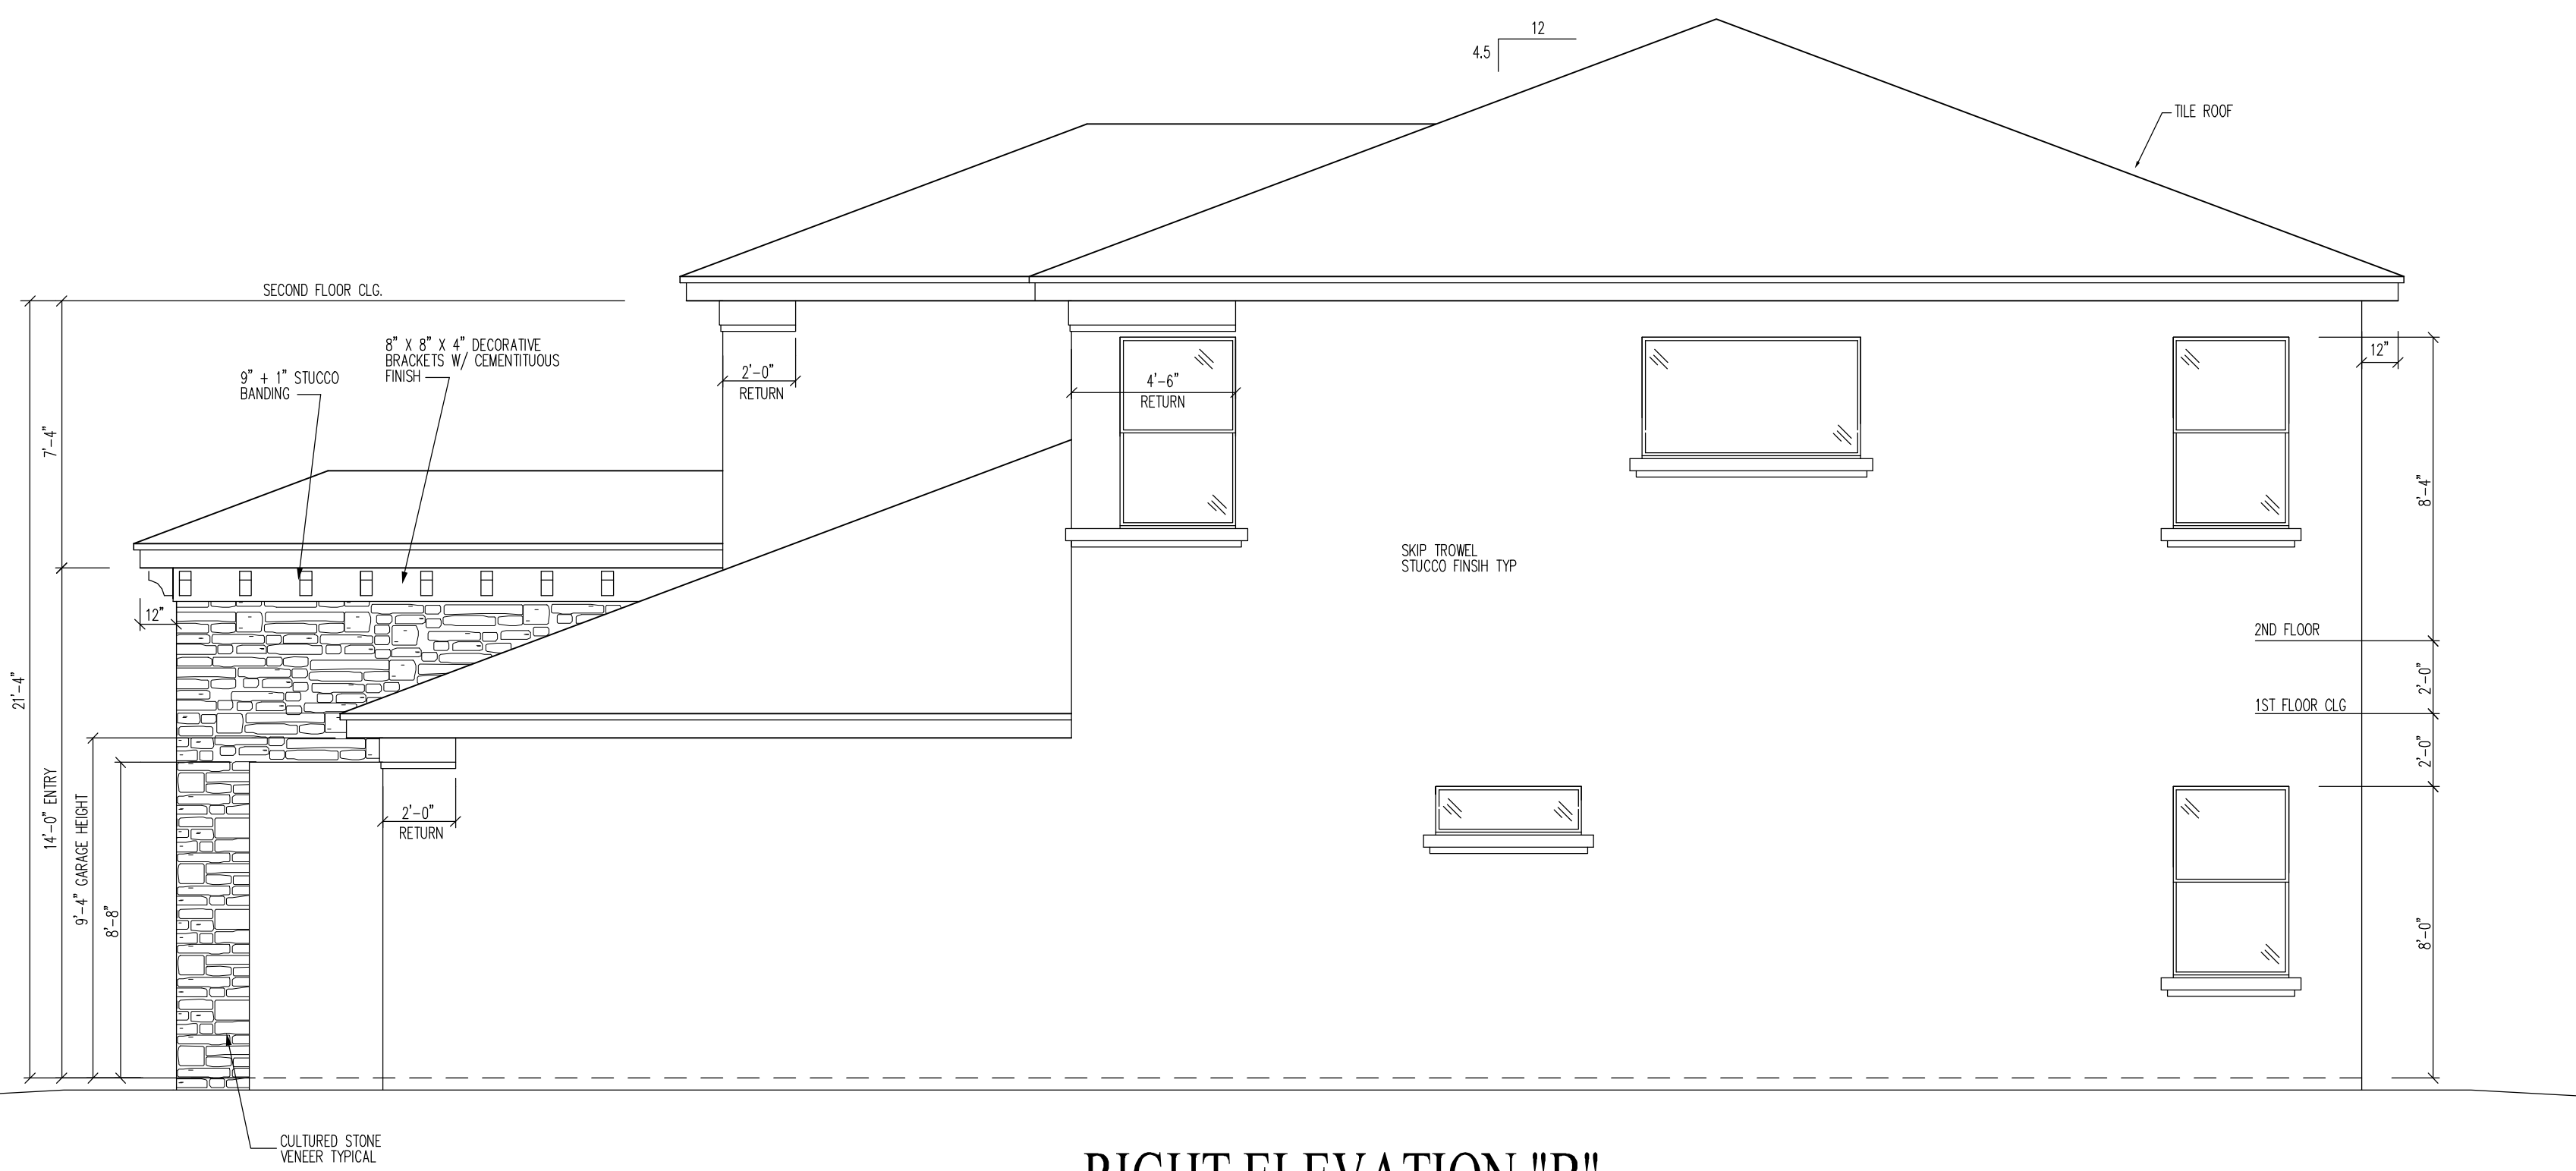 12
4.5
TILE ROOF
SECOND FLOOR CLG.
8" X 8" X 4" DECORATIVE
BRACKETS W/ CEMENTITUOUS
FINISH
9" + 1" STUCCO
BANDING
2'-0"
RETURN
4'-6"
RETURN
12"
7'-4"
8'-4"
SKIP TROWEL
STUCCO FINSIH TYP
12"
2ND FLOOR
2'-0"
1ST FLOOR CLG
2'-0"
21'-4"
14'-0" ENTRY
9'-4" GARAGE HEIGHT
8'-8"
2'-0"
RETURN
8'-0"
CULTURED STONE
VENEER TYPICAL
RIGHT ELEVATION "B"